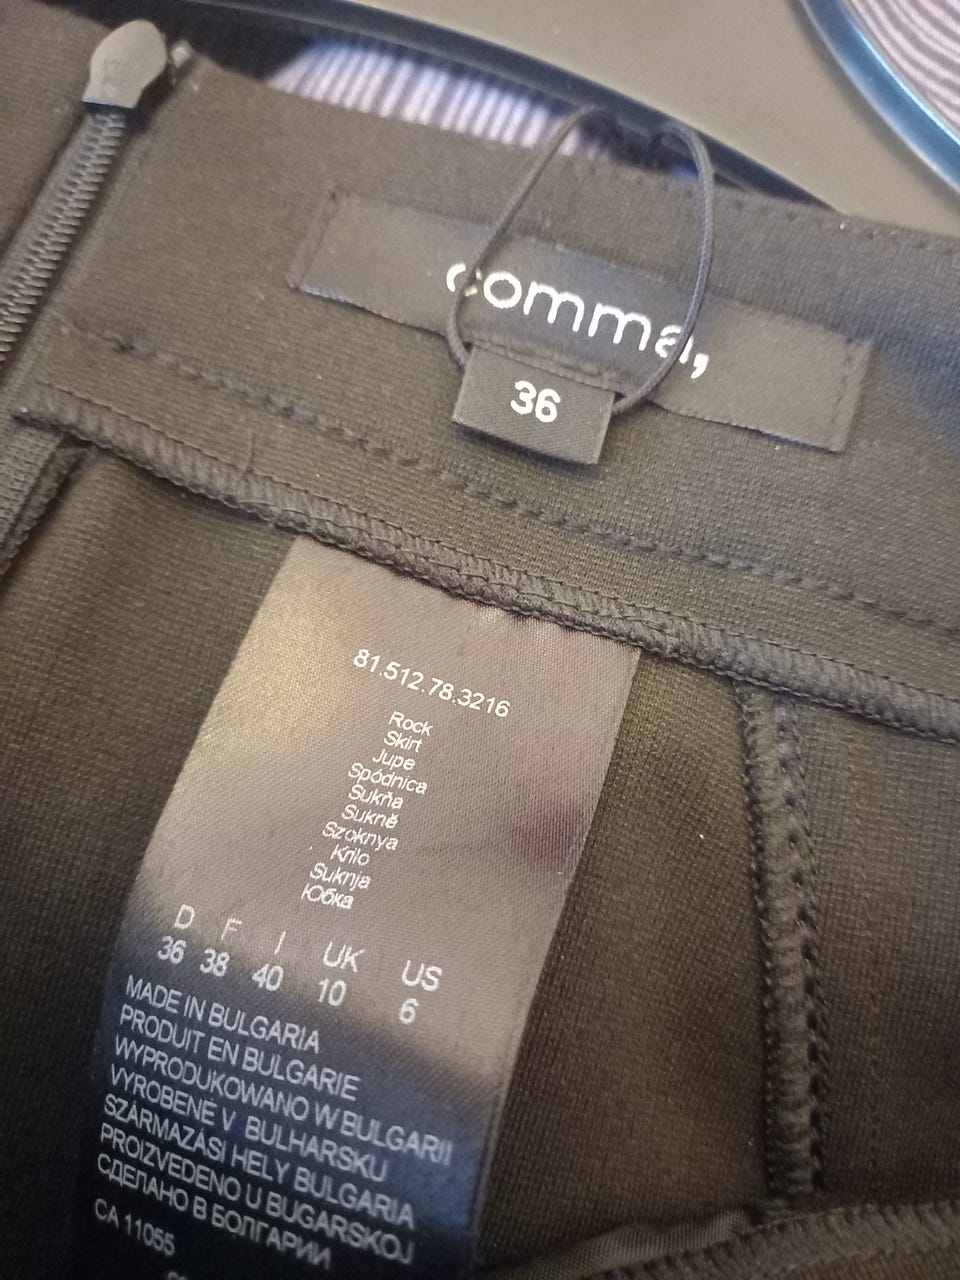 comma,
36
81.512.78.3216
Rock
Skirt
Jupe
Spódnica
Sukňa
Sukně
Szoknya
Krilo
Suknja
Юбка
D F I UK US
36 38 40 10 6
MADE IN BULGARIA
PRODUIT EN BULGARIE
WYPRODUKOWANO W BULGARII
VYROBENÉ V BULHARSKU
SZÁRMAZÁSI HELY BULGARIA
PROIZVEDENO U BUGARSKOJ
СДЕЛАНО В БОЛГАРИИ
CA 11055